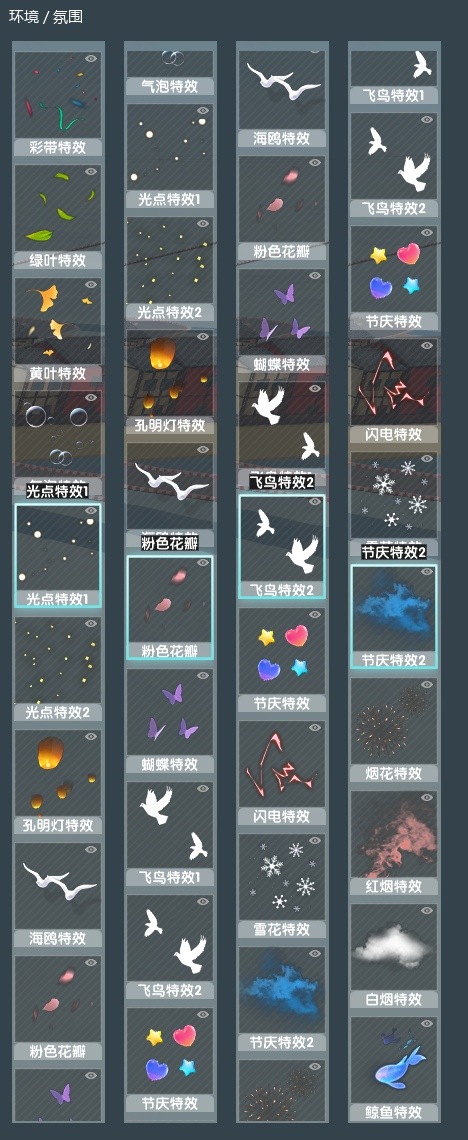 环境 / 氛围
彩带特效
绿叶特效
黄叶特效
光点特效1
光点特效1
光点特效2
孔明灯特效
海鸥特效
粉色花瓣
气泡特效
光点特效1
光点特效2
孔明灯特效
粉色花瓣
粉色花瓣
蝴蝶特效
飞鸟特效1
飞鸟特效2
节庆特效
海鸥特效
粉色花瓣
蝴蝶特效
飞鸟特效2
飞鸟特效2
节庆特效
闪电特效
雪花特效
节庆特效2
飞鸟特效1
飞鸟特效2
节庆特效
闪电特效
节庆特效2
节庆特效2
烟花特效
红烟特效
白烟特效
鲸鱼特效